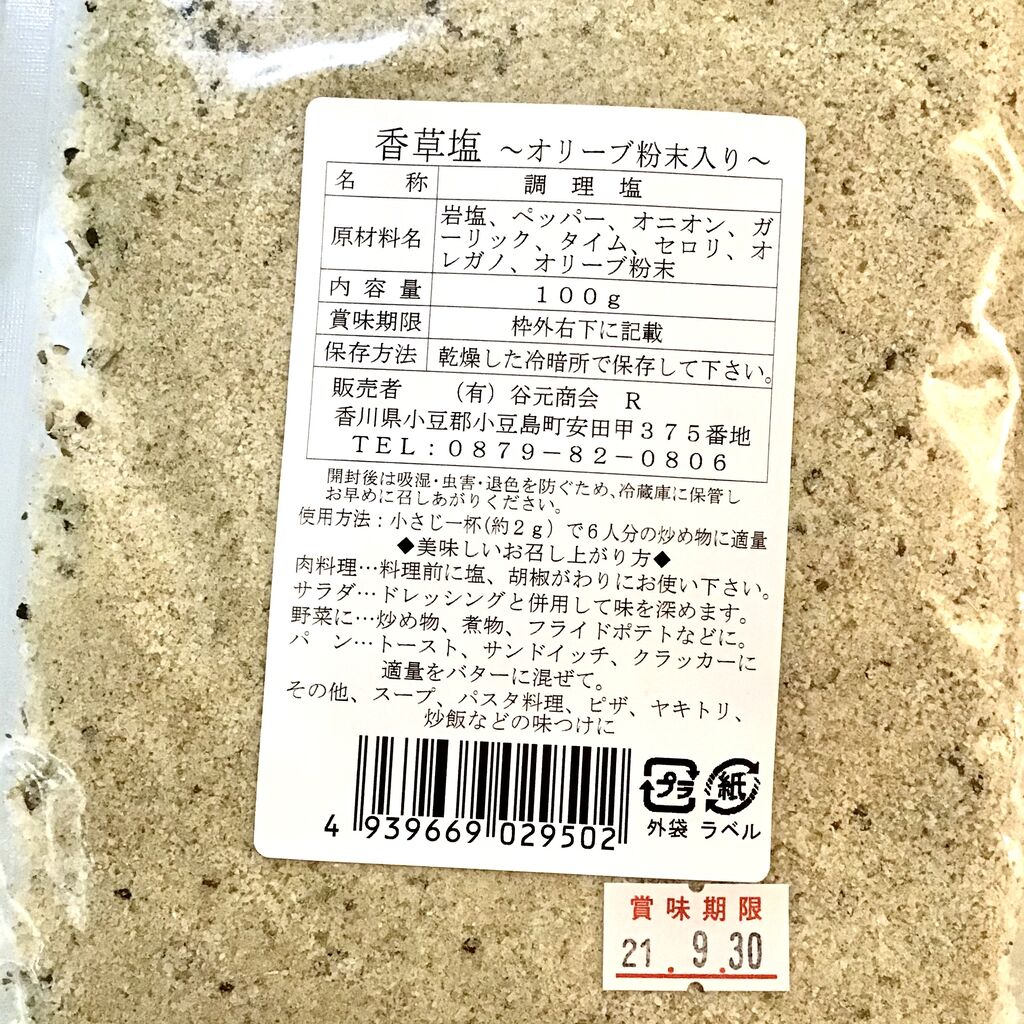 香草塩 ～オリーブ粉末入り～
名 称 調 理 塩
原材料名 岩塩、ペッパー、オニオン、ガ
ーリック、タイム、セロリ、オ
レガノ、オリーブ粉末
内 容 量 １００ｇ
賞味期限 枠外右下に記載
保存方法 乾燥した冷暗所で保存して下さい。
販売者 （有）谷元商会 Ｒ
香川県小豆郡小豆島町安田甲３７５番地
ＴＥＬ：０８７９－８２－０８０６
開封後は吸湿・虫害・退色を防ぐため、冷蔵庫に保管し
お早めに召しあがりください。
使用方法：小さじ一杯(約２ｇ）で６人分の炒め物に適量
◆美味しいお召し上がり方◆
肉料理…料理前に塩、胡椒がわりにお使い下さい。
サラダ…ドレッシングと併用して味を深めます。
野菜に…炒め物、煮物、フライドポテトなどに。
パ ン…トースト、サンドイッチ、クラッカーに
適量をバターに混ぜて。
その他、スープ、パスタ料理、ピザ、ヤキトリ、
炒飯などの味つけに
プラ 紙
外袋 ラベル
4 939669 029502
賞味期限
21. 9.30